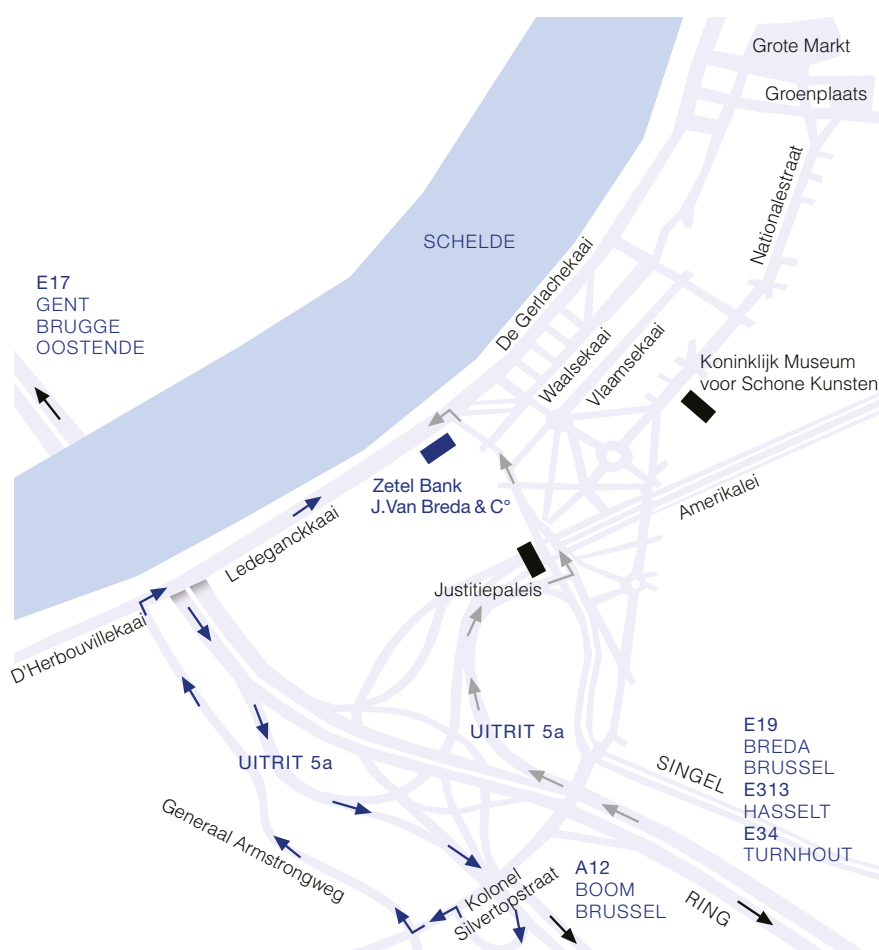 Grote Markt
Groenplaats
Nationalestraat
SCHELDE
De Gerlachekaai
E17
GENT
BRUGGE
OOSTENDE
Waalsekaai
Vlaamsekaai
Koninklijk Museum
voor Schone Kunsten
Zetel Bank
J.Van Breda & C°
Amerikalei
Ledeganckkaai
Justitiepaleis
D'Herbouvillekaai
UITRIT 5a
UITRIT 5a
SINGEL
E19
BREDA
BRUSSEL
E313
HASSELT
E34
TURNHOUT
Generaal Armstrongweg
Kolonel
Silvertopstraat
A12
BOOM
BRUSSEL
RING